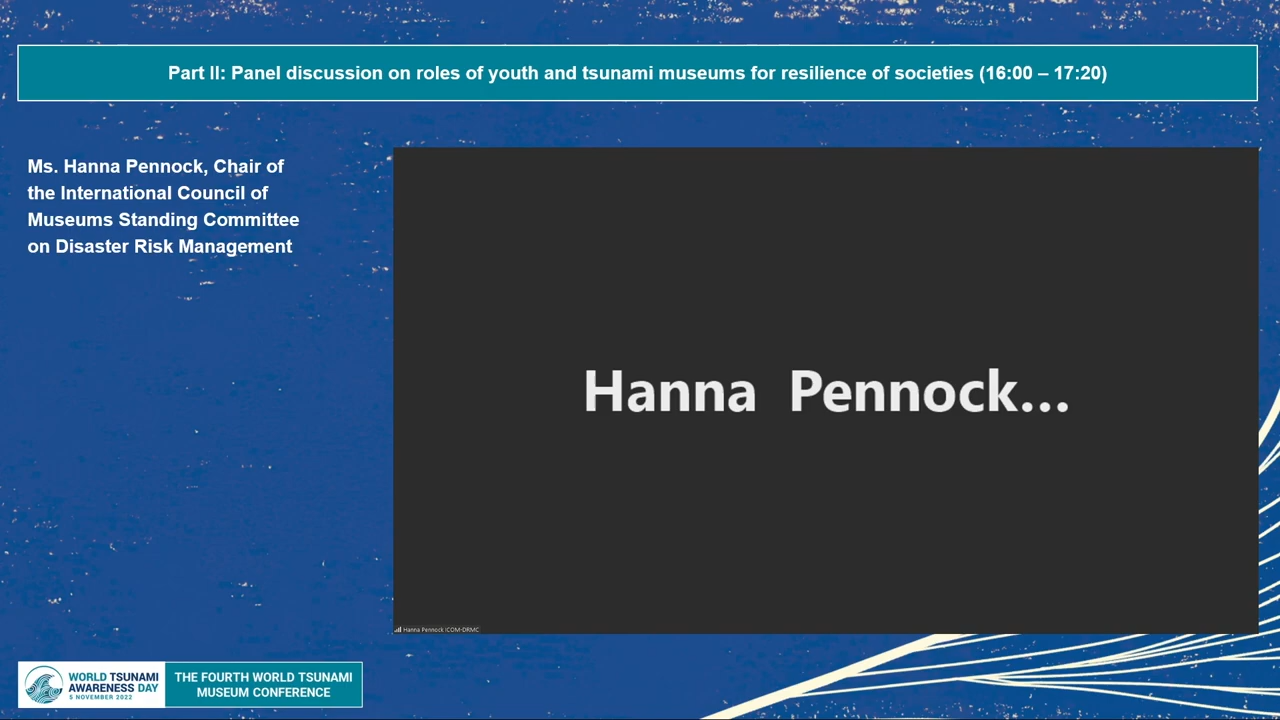 Part II: Panel discussion on roles of youth and tsunami museums for resilience of societies (16:00 – 17:20)
Ms. Hanna Pennock, Chair of
the International Council of
Museums Standing Committee
on Disaster Risk Management
Hanna Pennock...
Hanna Pennock ICOM-DRMC
WORLD TSUNAMI
AWARENESS DAY
5 NOVEMBER 2022
THE FOURTH WORLD TSUNAMI
MUSEUM CONFERENCE